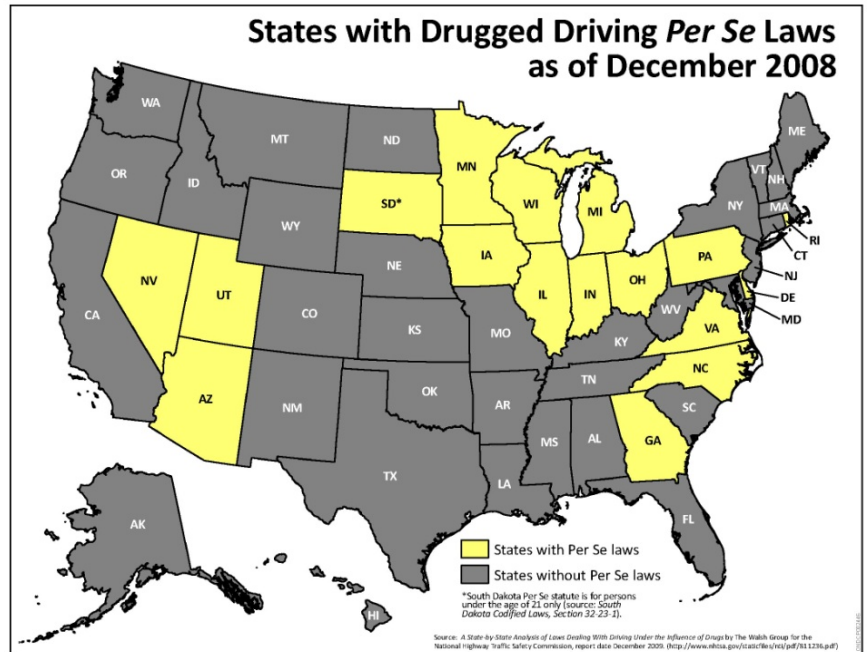 States with Drugged Driving Per Se Laws
as of December 2008
WA
MT
ND
MN
ME
OR
ID
SD*
WI
MI
VT
NH
NY
MA
WY
RI
CT
IA
PA
NE
NV
UT
IL
IN
OH
NJ
DE
MD
CA
CO
KS
MO
WV
VA
KY
NC
TN
AZ
NM
OK
AR
SC
MS
AL
GA
TX
LA
FL
AK
HI
States with Per Se laws
States without Per Se laws
*South Dakota Per Se statute is for persons
under the age of 21 only (source: South
Dakota Codified Laws, Section 32-23-1).
Source: A State-by-State Analysis of Laws Dealing With Driving Under the Influence of Drugs by The Walsh Group for the
National Highway Traffic Safety Commission, report date December 2009. (http://www.nhtsa.gov/staticfiles/nti/pdf/811236.pdf)